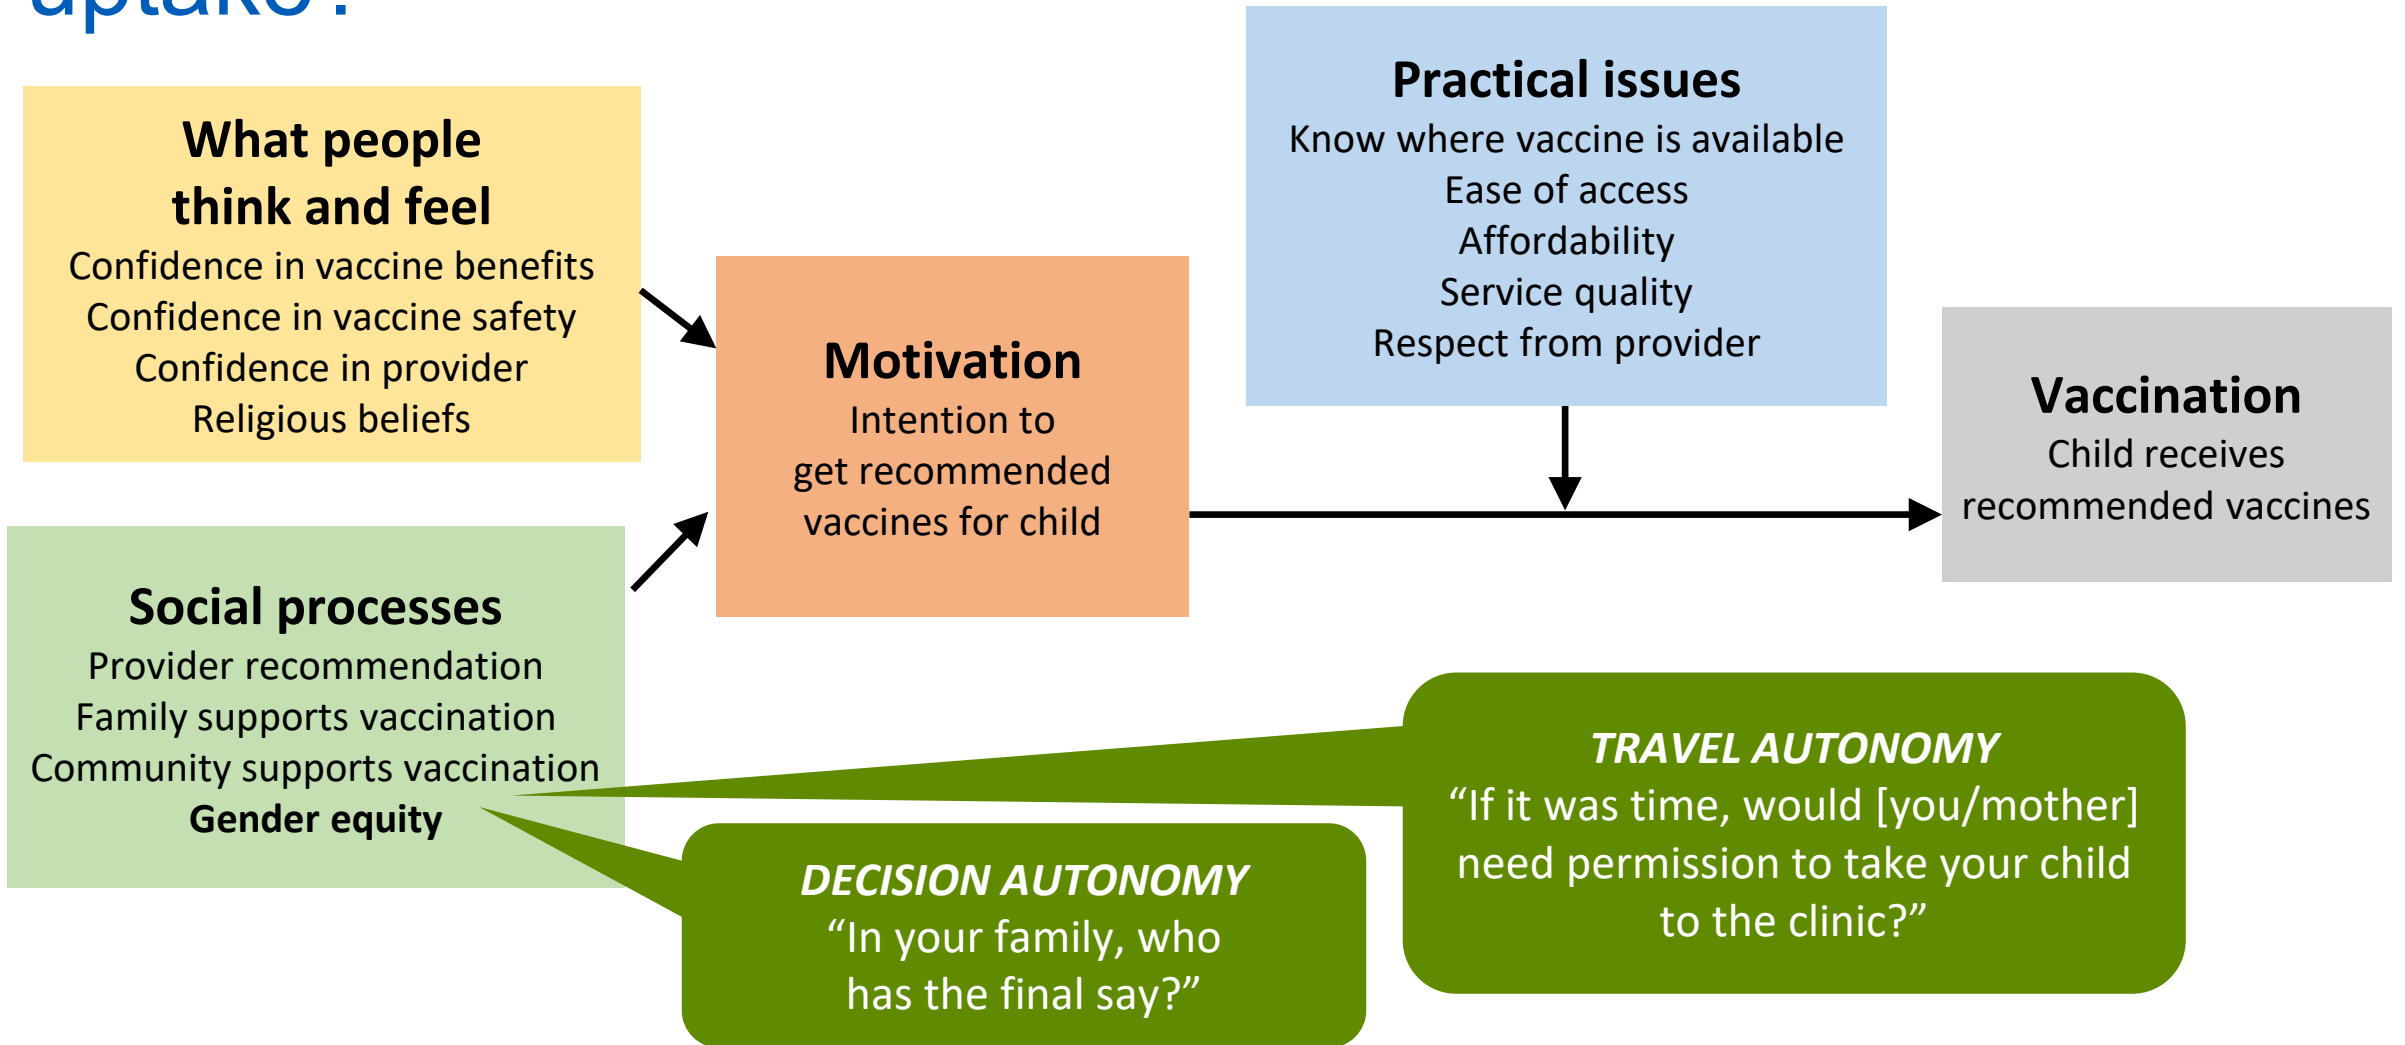 uptake?
What people
think and feel
Confidence in vaccine benefits
Confidence in vaccine safety
Confidence in provider
Religious beliefs
Social processes
Provider recommendation
Family supports vaccination
Community supports vaccination
Gender equity
Motivation
Intention to
get recommended
vaccines for child
Practical issues
Know where vaccine is available
Ease of access
Affordability
Service quality
Respect from provider
Vaccination
Child receives
recommended vaccines
DECISION AUTONOMY
“In your family, who
has the final say?”
TRAVEL AUTONOMY
“If it was time, would [you/mother]
need permission to take your child
to the clinic?”